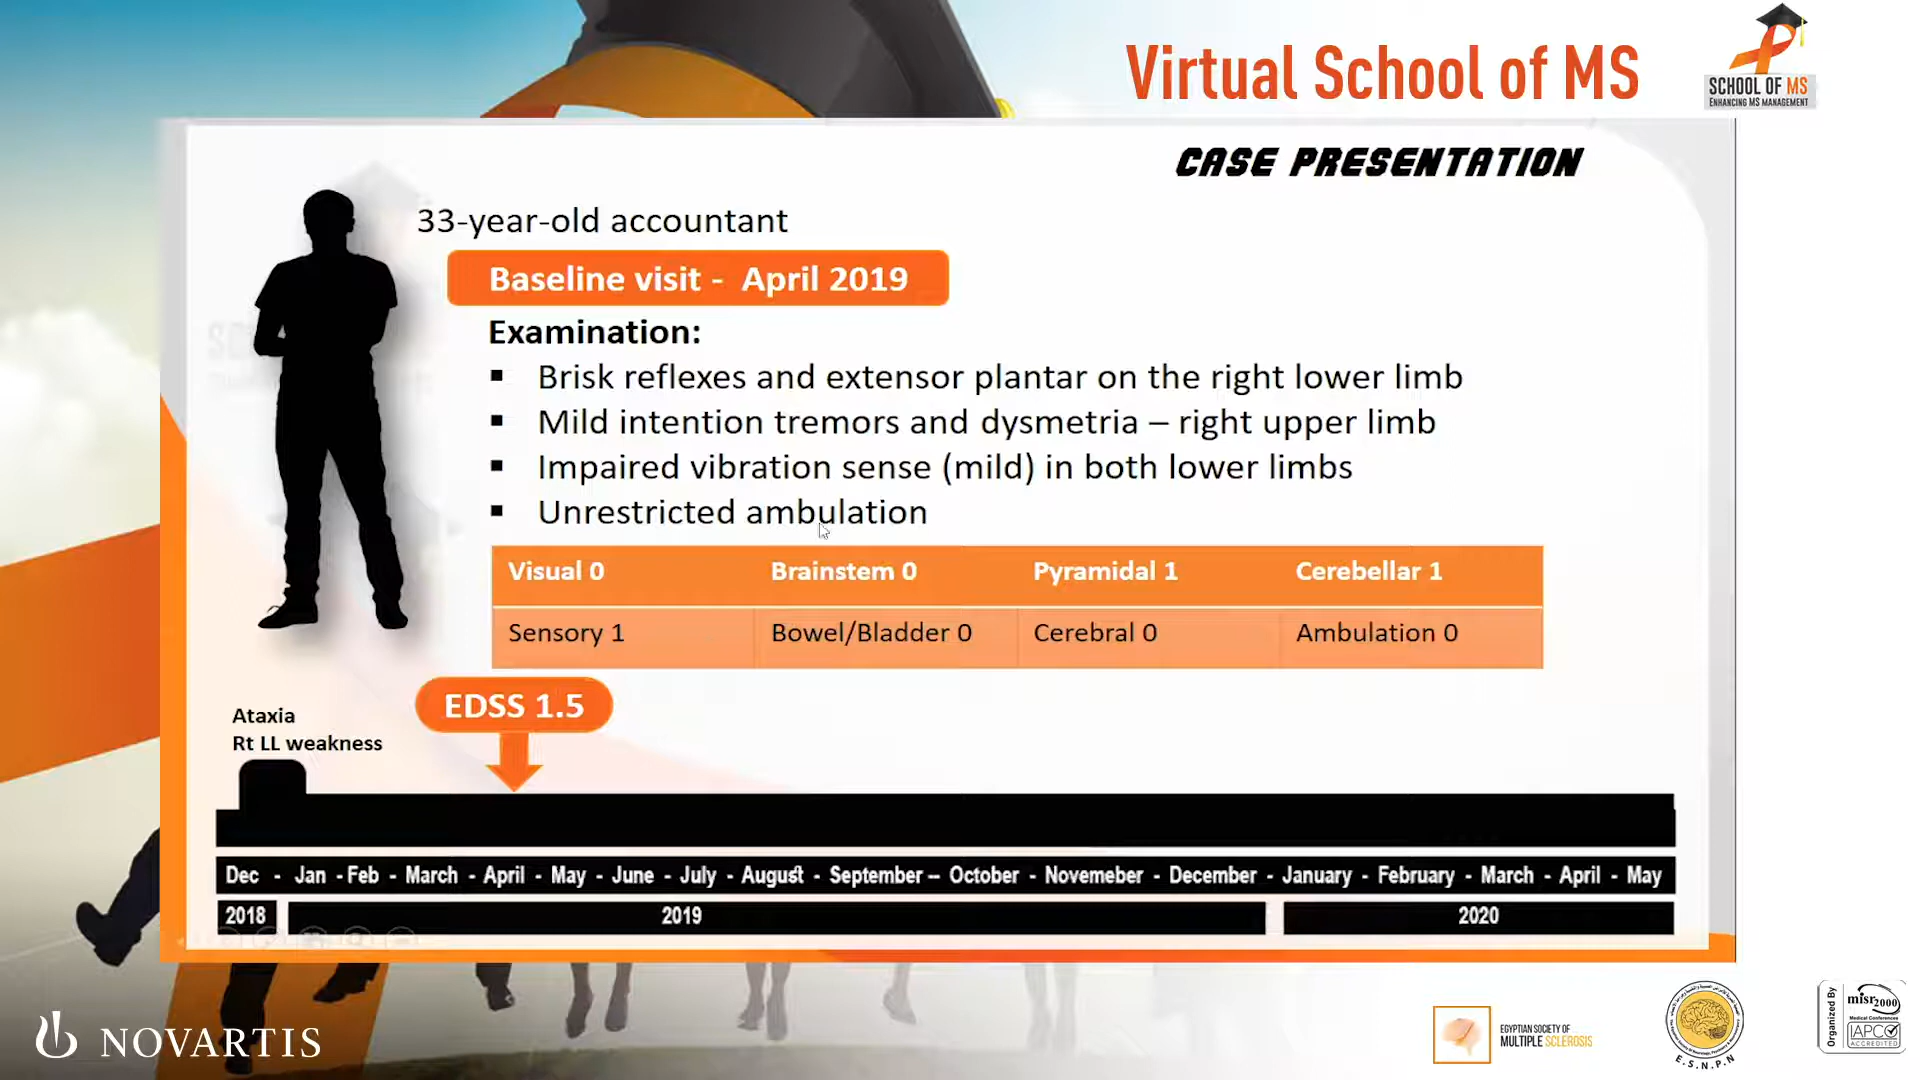 Virtual School of MS
SCHOOL OF MS
ENHANCING MS MANAGEMENT
CASE PRESENTATION
33-year-old accountant
Baseline visit - April 2019
Examination:
▪ Brisk reflexes and extensor plantar on the right lower limb
▪ Mild intention tremors and dysmetria – right upper limb
▪ Impaired vibration sense (mild) in both lower limbs
▪ Unrestricted ambulation
Visual 0 Brainstem 0 Pyramidal 1 Cerebellar 1
Sensory 1 Bowel/Bladder 0 Cerebral 0 Ambulation 0
EDSS 1.5
Ataxia
Rt LL weakness
Dec - Jan - Feb - March - April - May - June - July - August - September – October - Novemeber - December - January - February - March - April - May
2018 2019 2020
NOVARTIS
EGYPTIAN SOCIETY OF
MULTIPLE SCLEROSIS
E.S.N.P.N
Organized By
misr2000
Medical Conferences
IAPCO
ACCREDITED